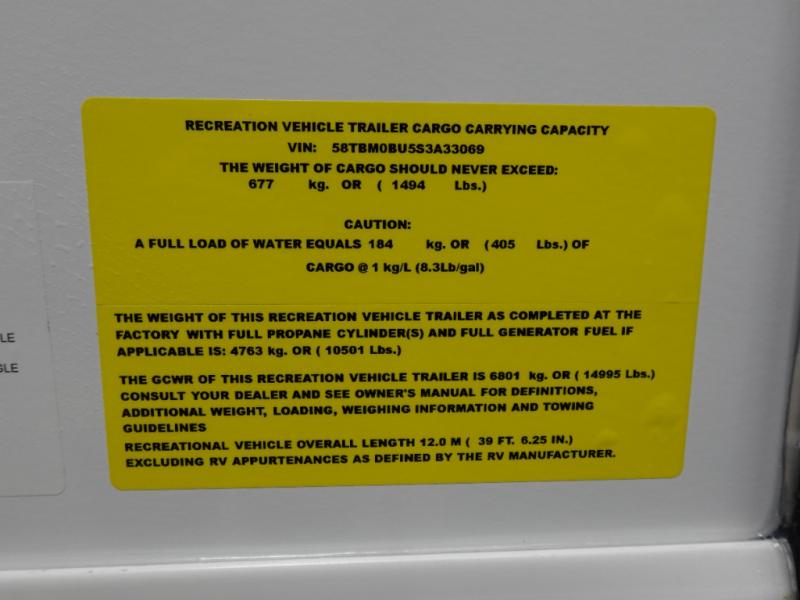 RECREATION VEHICLE TRAILER CARGO CARRYING CAPACITY
VIN: 58TBM0BU5S3A33069
THE WEIGHT OF CARGO SHOULD NEVER EXCEED:
677 kg. OR ( 1494 Lbs.)
CAUTION:
A FULL LOAD OF WATER EQUALS 184 kg. OR (405 Lbs.) OF
CARGO @ 1 kg/L (8.3Lb/gal)
THE WEIGHT OF THIS RECREATION VEHICLE TRAILER AS COMPLETED AT THE
FACTORY WITH FULL PROPANE CYLINDER(S) AND FULL GENERATOR FUEL IF
APPLICABLE IS: 4763 kg. OR ( 10501 Lbs.)
THE GCWR OF THIS RECREATION VEHICLE TRAILER IS 6801 kg. OR ( 14995 Lbs.)
CONSULT YOUR DEALER AND SEE OWNER'S MANUAL FOR DEFINITIONS,
ADDITIONAL WEIGHT, LOADING, WEIGHING INFORMATION AND TOWING
GUIDELINES
RECREATIONAL VEHICLE OVERALL LENGTH 12.0 M ( 39 FT. 6.25 IN.)
EXCLUDING RV APPURTENANCES AS DEFINED BY THE RV MANUFACTURER.